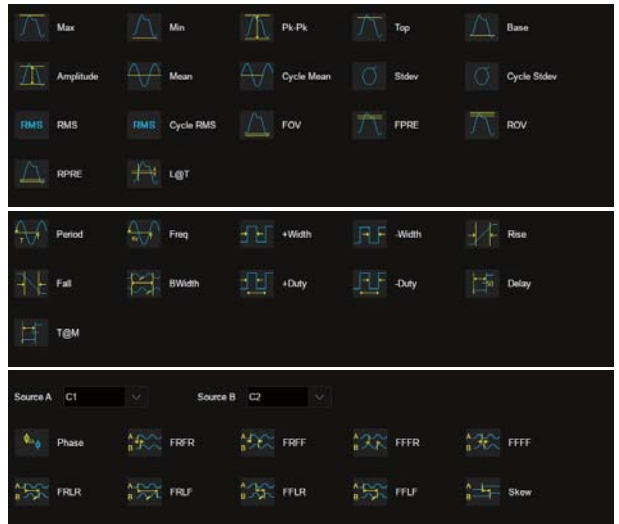 Max Min Pk-Pk Top Base
Amplitude Mean Cycle Mean Stdev Cycle Stdev
RMS RMS RMS Cycle RMS FOV FPRE ROV
RPRE L@T
T Period Freq +Width -Width Rise
Fall BWidth +Duty -Duty 50 Delay
T@M
Source A C1 Source B C2
Phase A B FRFR A B FRFF A B FFFR A B FFFF
A B FRLR A B FRLF A B FFLR A B FFLF A B Skew